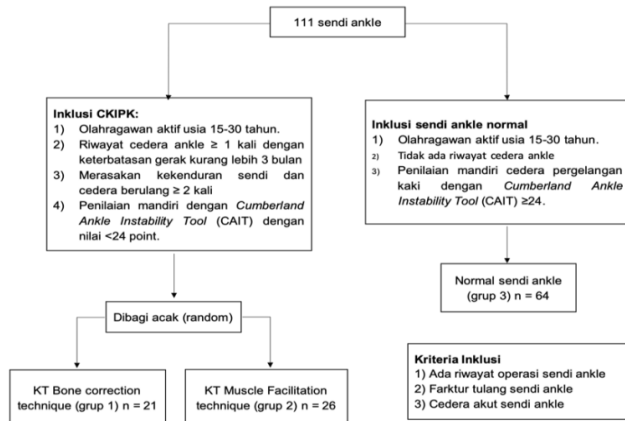 111 sendi ankle
Inklusi CKIPK:
1) Olahragawan aktif usia 15-30 tahun.
2) Riwayat cedera ankle ≥ 1 kali dengan
keterbatasan gerak kurang lebih 3 bulan
3) Merasakan kekenduran sendi dan
cedera berulang ≥ 2 kali
4) Penilaian mandiri dengan Cumberland
Ankle Instability Tool (CAIT) dengan
nilai <24 point.
Inklusi sendi ankle normal
1) Olahragawan aktif usia 15-30 tahun.
2) Tidak ada riwayat cedera ankle
3) Penilaian mandiri cedera pergelangan
kaki dengan Cumberland Ankle
Instability Tool (CAIT) ≥24.
Normal sendi ankle
(grup 3) n = 64
Dibagi acak (random)
KT Bone correction
technique (grup 1) n = 21
KT Muscle Facilitation
technique (grup 2) n = 26
Kriteria Inklusi
1) Ada riwayat operasi sendi ankle
2) Farktur tulang sendi ankle
3) Cedera akut sendi ankle